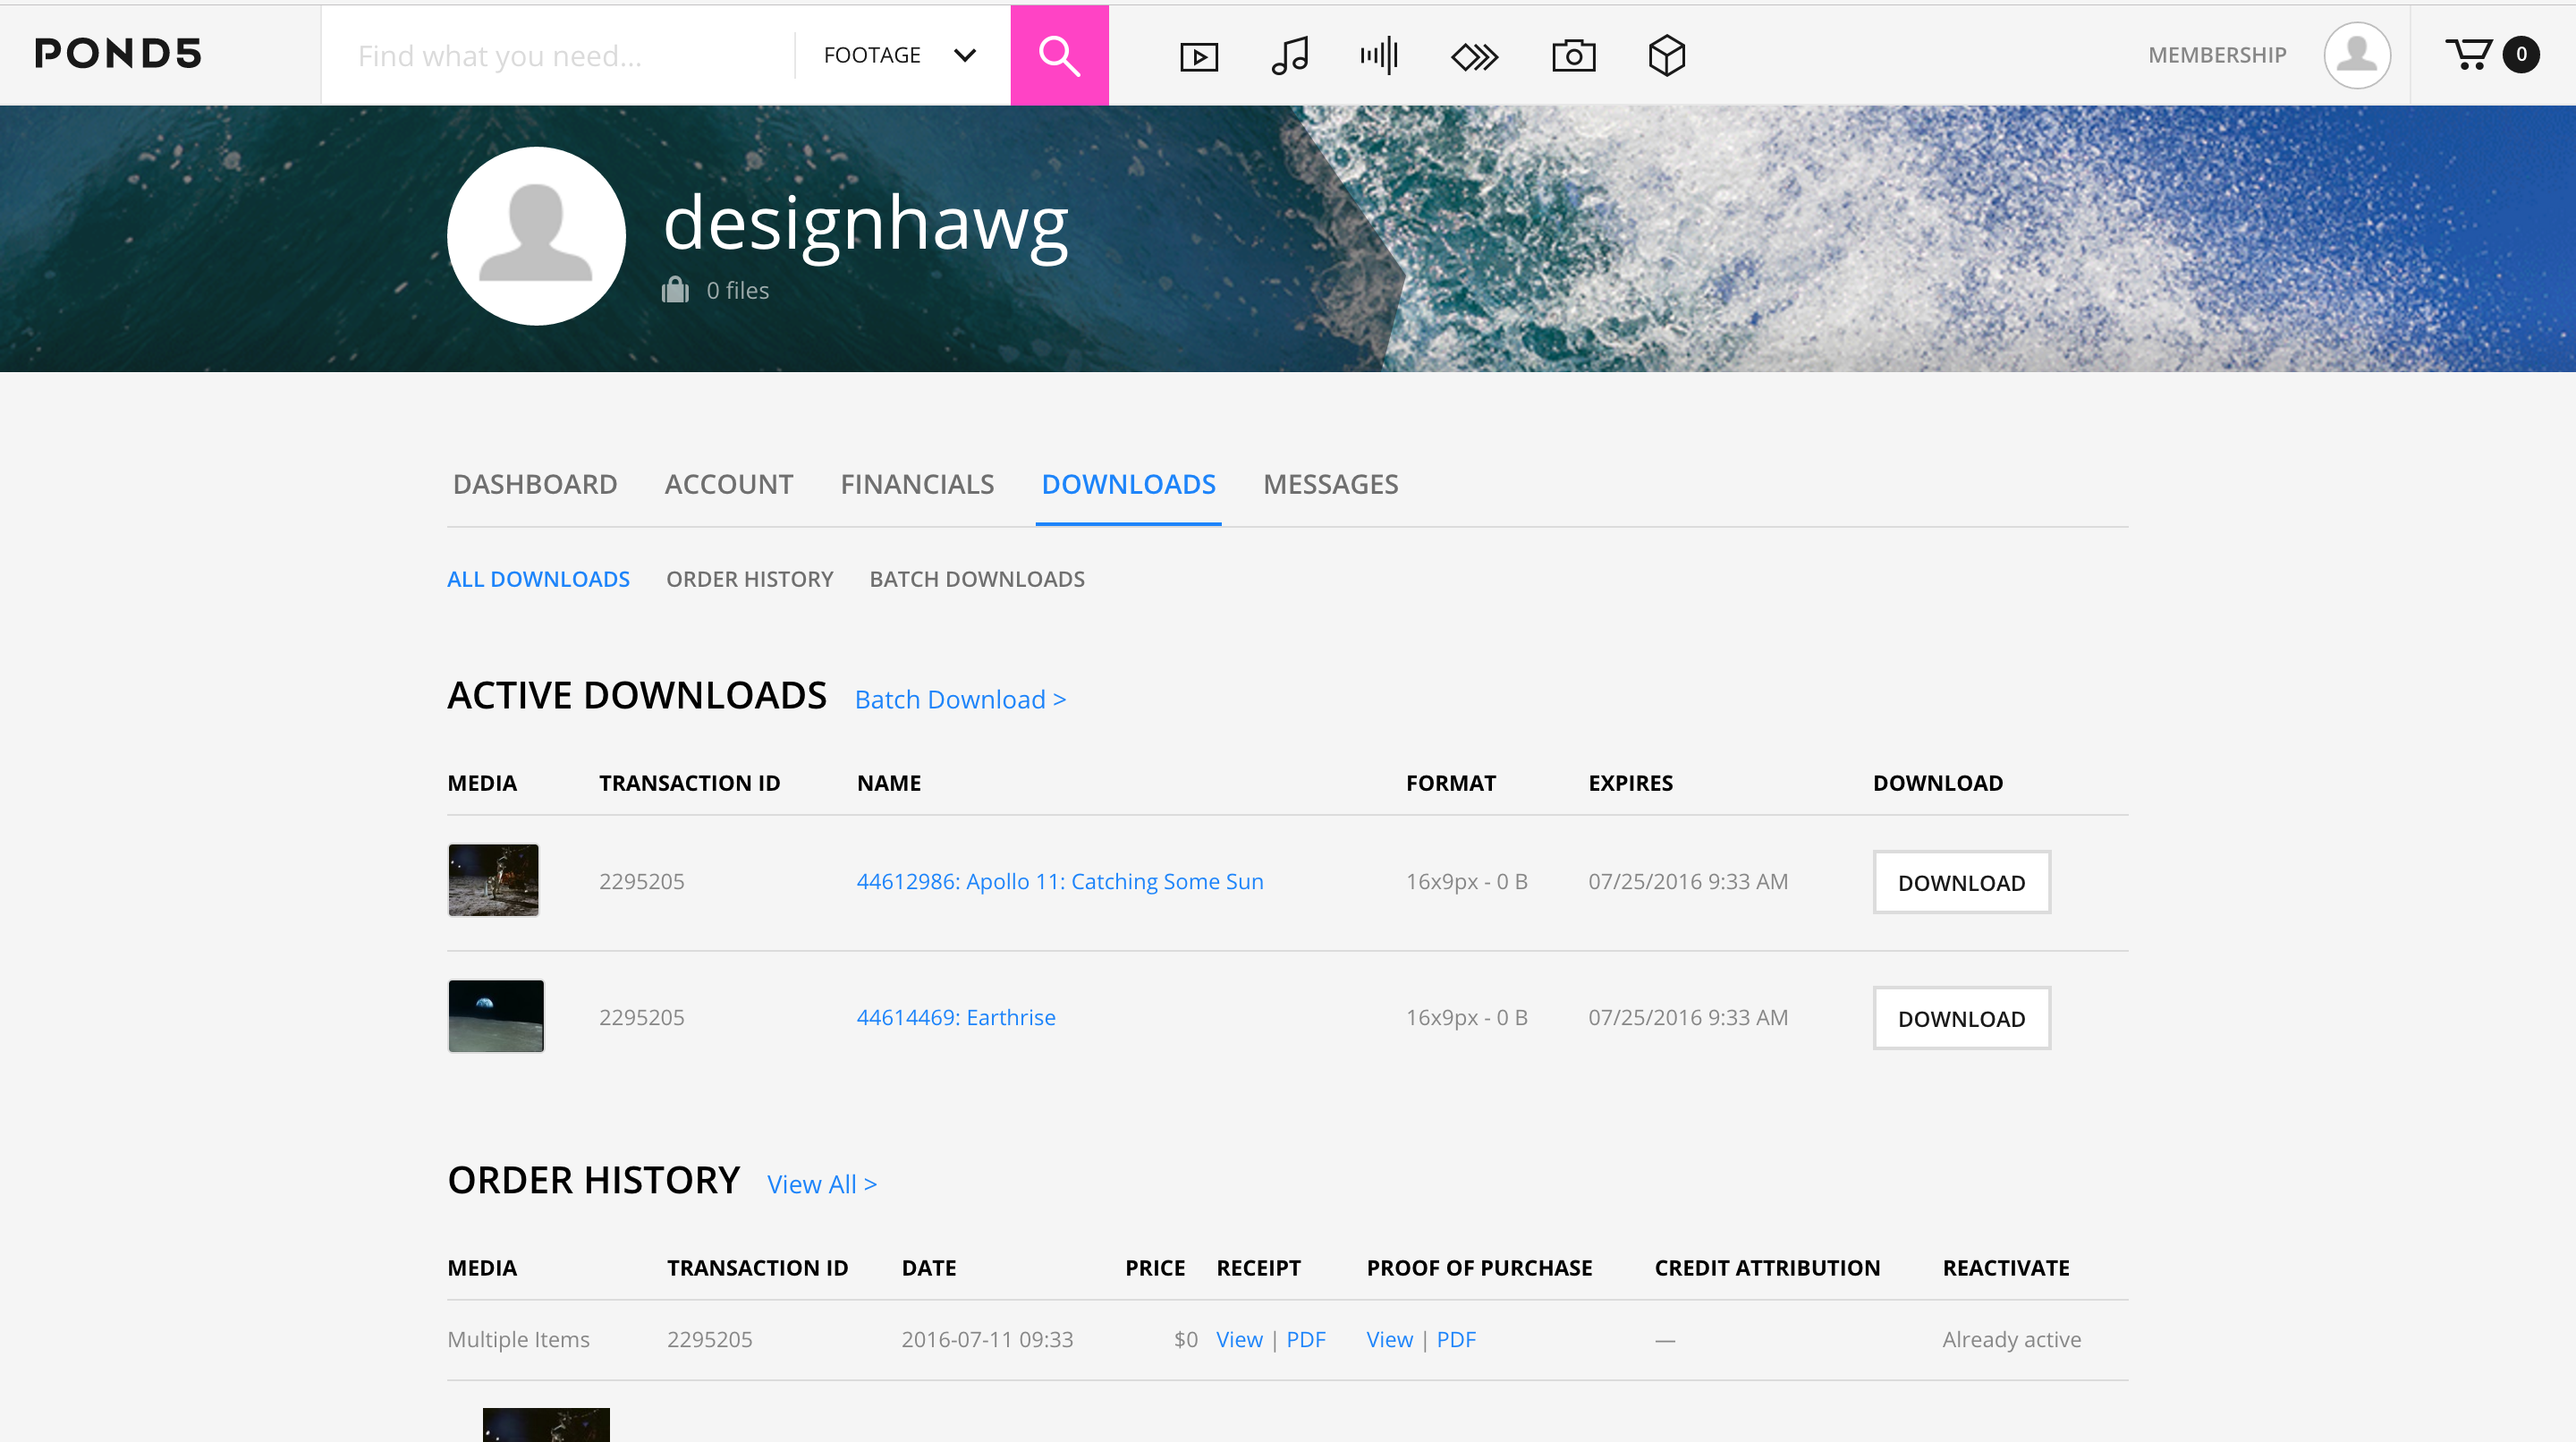 POND5 Find what you need... FOOTAGE MEMBERSHIP 0
designhawg
0 files
DASHBOARD ACCOUNT FINANCIALS DOWNLOADS MESSAGES
ALL DOWNLOADS ORDER HISTORY BATCH DOWNLOADS
ACTIVE DOWNLOADS Batch Download >
MEDIA TRANSACTION ID NAME FORMAT EXPIRES DOWNLOAD
2295205 44612986: Apollo 11: Catching Some Sun 16x9px - 0 B 07/25/2016 9:33 AM DOWNLOAD
2295205 44614469: Earthrise 16x9px - 0 B 07/25/2016 9:33 AM DOWNLOAD
ORDER HISTORY View All >
MEDIA TRANSACTION ID DATE PRICE RECEIPT PROOF OF PURCHASE CREDIT ATTRIBUTION REACTIVATE
Multiple Items 2295205 2016-07-11 09:33 $0 View | PDF View | PDF — Already active